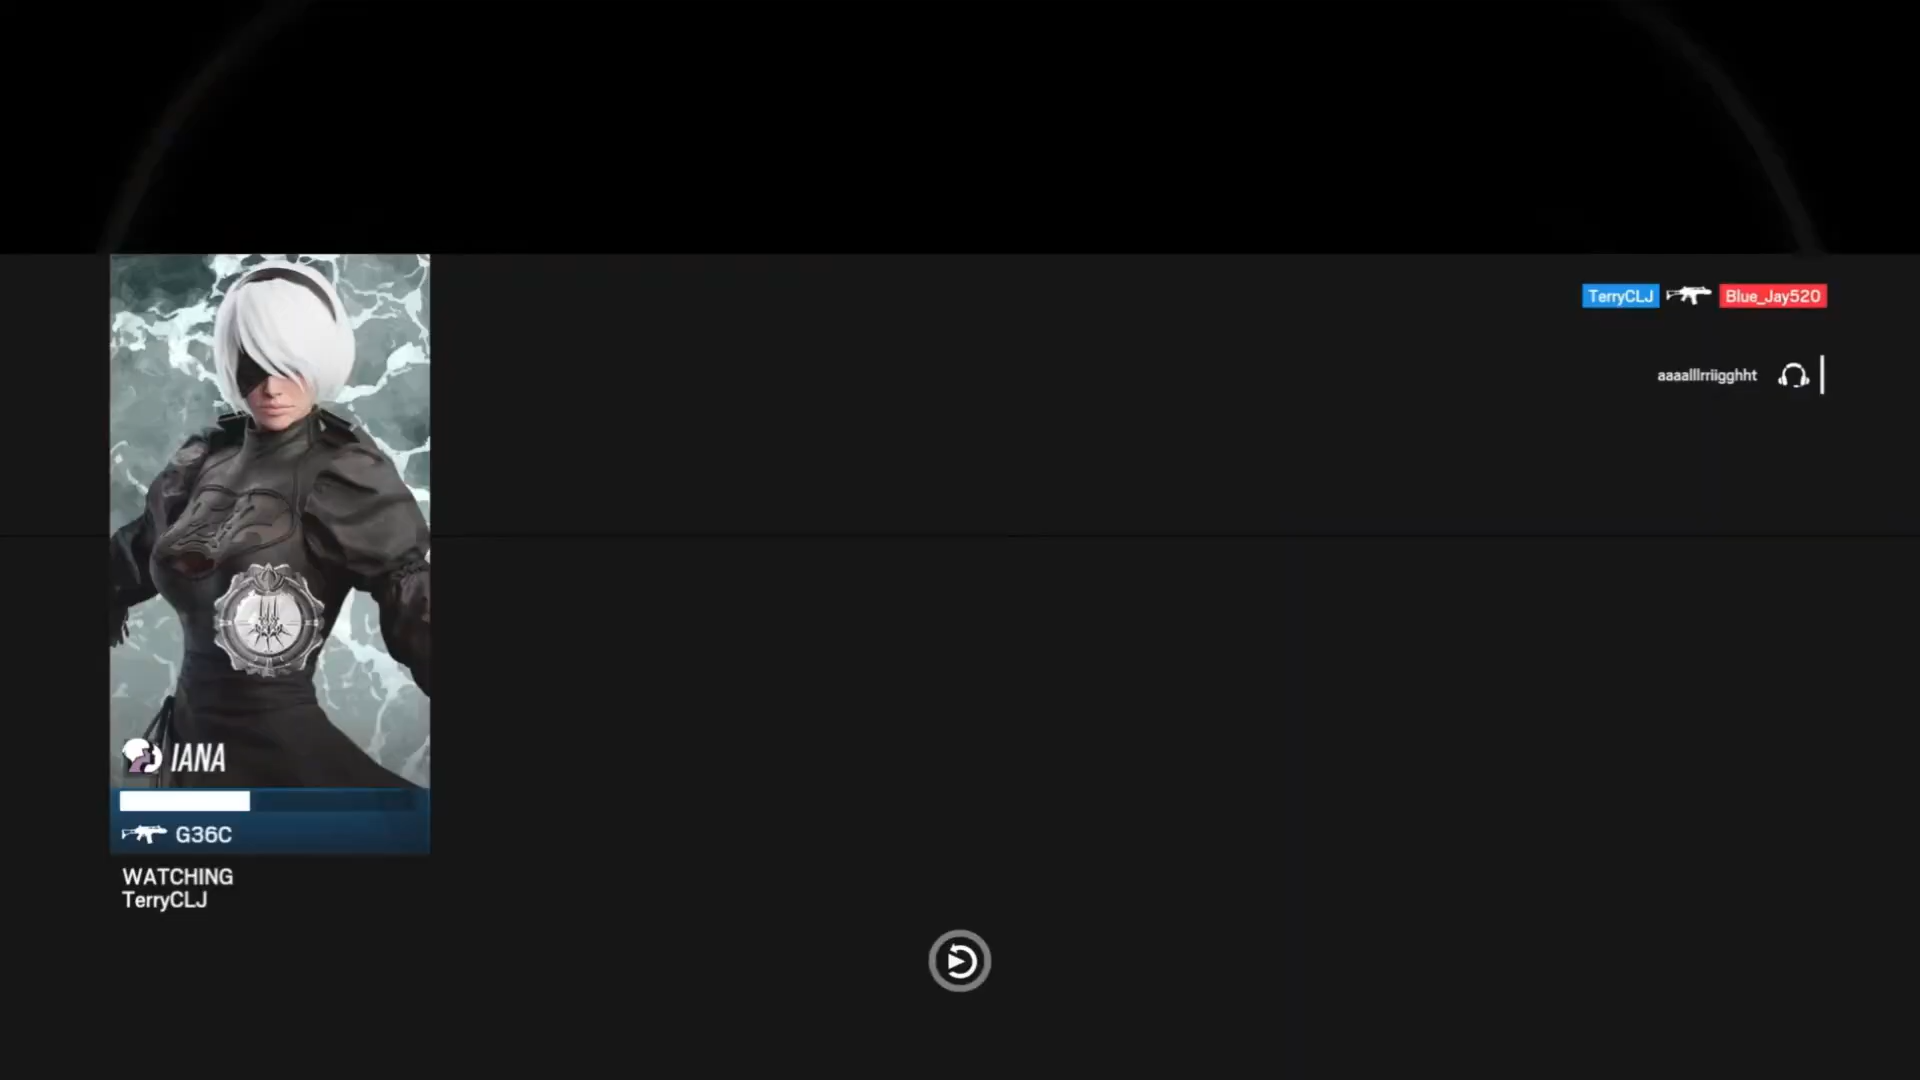 TerryCLJ Blue_Jay520
aaaalllrriigghht
IANA
G36C
WATCHING
TerryCLJ